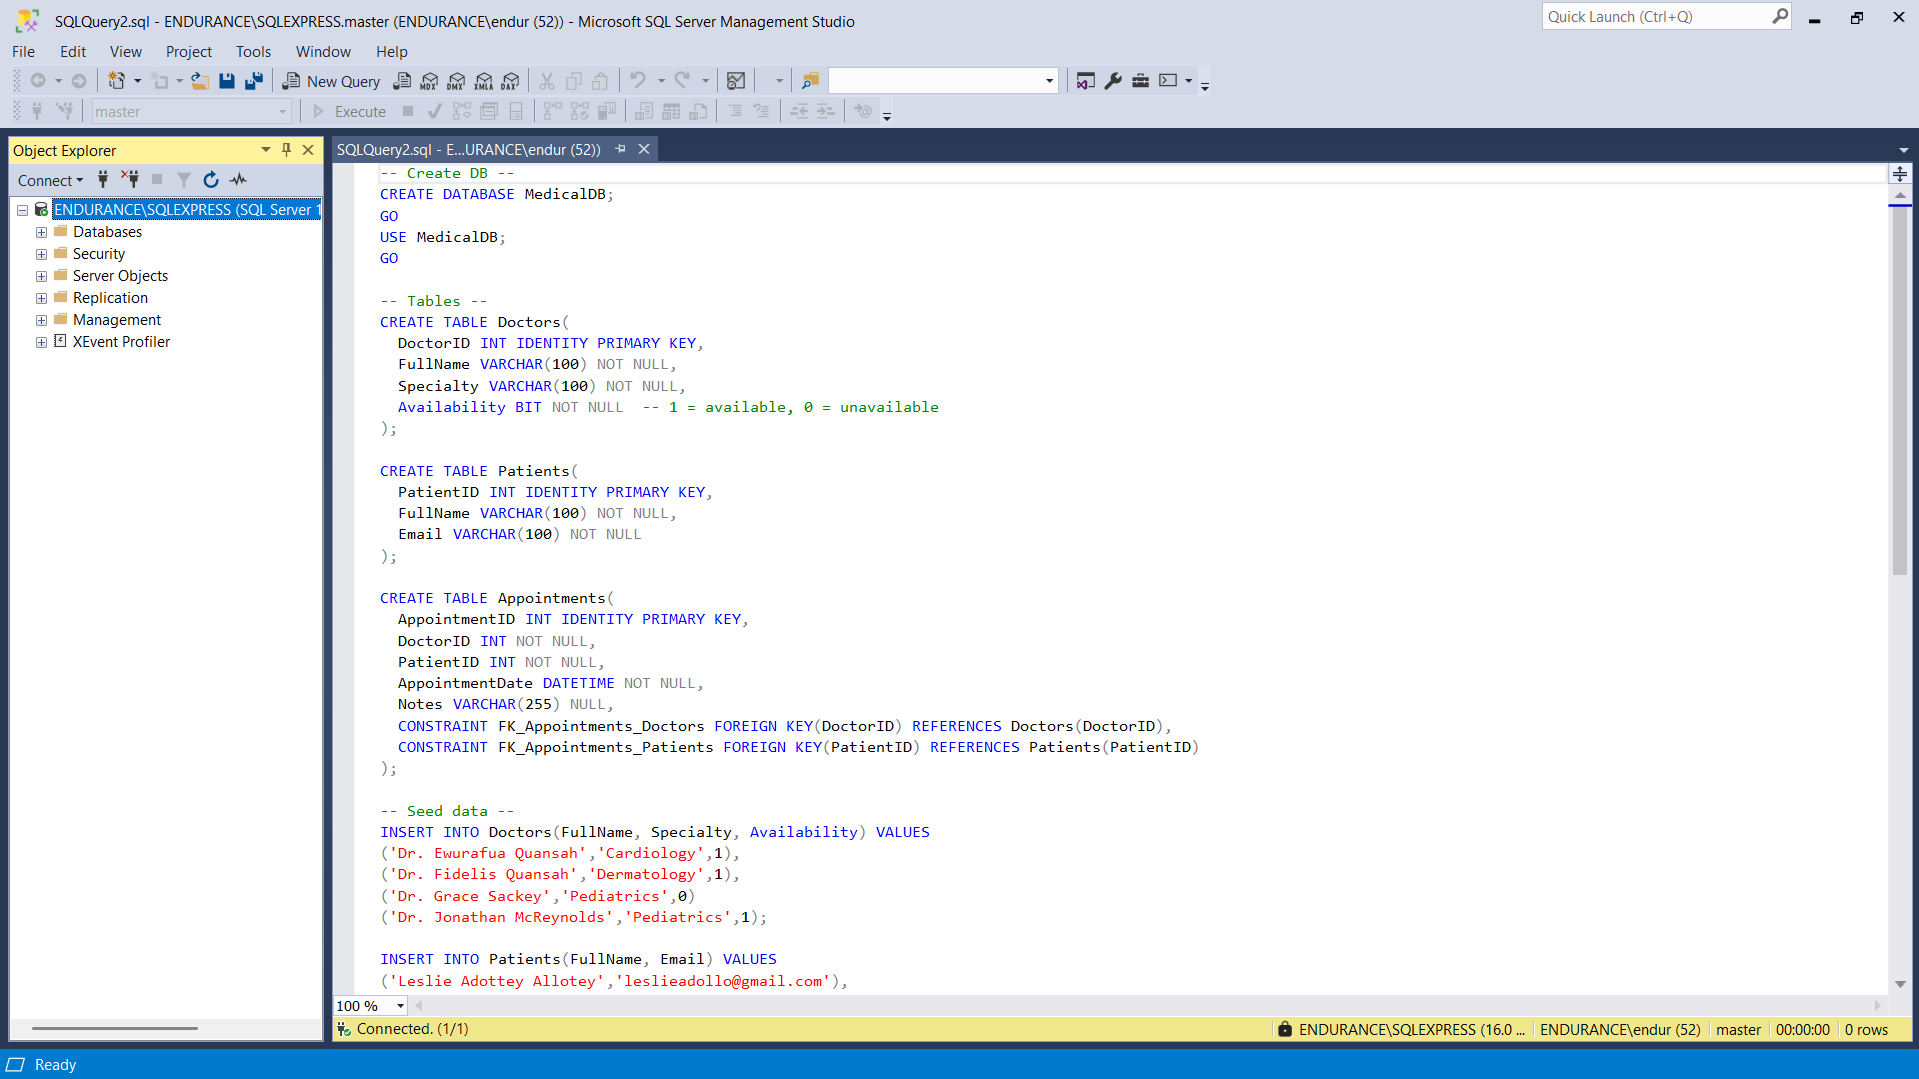 SQLQuery2.sql - ENDURANCE\SQLEXPRESS.master (ENDURANCE\endur (52)) - Microsoft SQL Server Management Studio
Quick Launch (Ctrl+Q)
File Edit View Project Tools Window Help
New Query MDX DMX XMLA DAX
master Execute
Object Explorer
SQLQuery2.sql - E...URANCE\endur (52))
Connect
ENDURANCE\SQLEXPRESS (SQL Server 1
Databases
Security
Server Objects
Replication
Management
XEvent Profiler
-- Create DB --
CREATE DATABASE MedicalDB;
GO
USE MedicalDB;
GO
-- Tables --
CREATE TABLE Doctors(
DoctorID INT IDENTITY PRIMARY KEY,
FullName VARCHAR(100) NOT NULL,
Specialty VARCHAR(100) NOT NULL,
Availability BIT NOT NULL  -- 1 = available, 0 = unavailable
);
CREATE TABLE Patients(
PatientID INT IDENTITY PRIMARY KEY,
FullName VARCHAR(100) NOT NULL,
Email VARCHAR(100) NOT NULL
);
CREATE TABLE Appointments(
AppointmentID INT IDENTITY PRIMARY KEY,
DoctorID INT NOT NULL,
PatientID INT NOT NULL,
AppointmentDate DATETIME NOT NULL,
Notes VARCHAR(255) NULL,
CONSTRAINT FK_Appointments_Doctors FOREIGN KEY(DoctorID) REFERENCES Doctors(DoctorID),
CONSTRAINT FK_Appointments_Patients FOREIGN KEY(PatientID) REFERENCES Patients(PatientID)
);
-- Seed data --
INSERT INTO Doctors(FullName, Specialty, Availability) VALUES
('Dr. Ewurafua Quansah','Cardiology',1),
('Dr. Fidelis Quansah','Dermatology',1),
('Dr. Grace Sackey','Pediatrics',0)
('Dr. Jonathan McReynolds','Pediatrics',1);
INSERT INTO Patients(FullName, Email) VALUES
('Leslie Adottey Allotey','leslieadollo@gmail.com'),
100 %
Connected. (1/1)
ENDURANCE\SQLEXPRESS (16.0 ... ENDURANCE\endur (52) master 00:00:00 0 rows
Ready